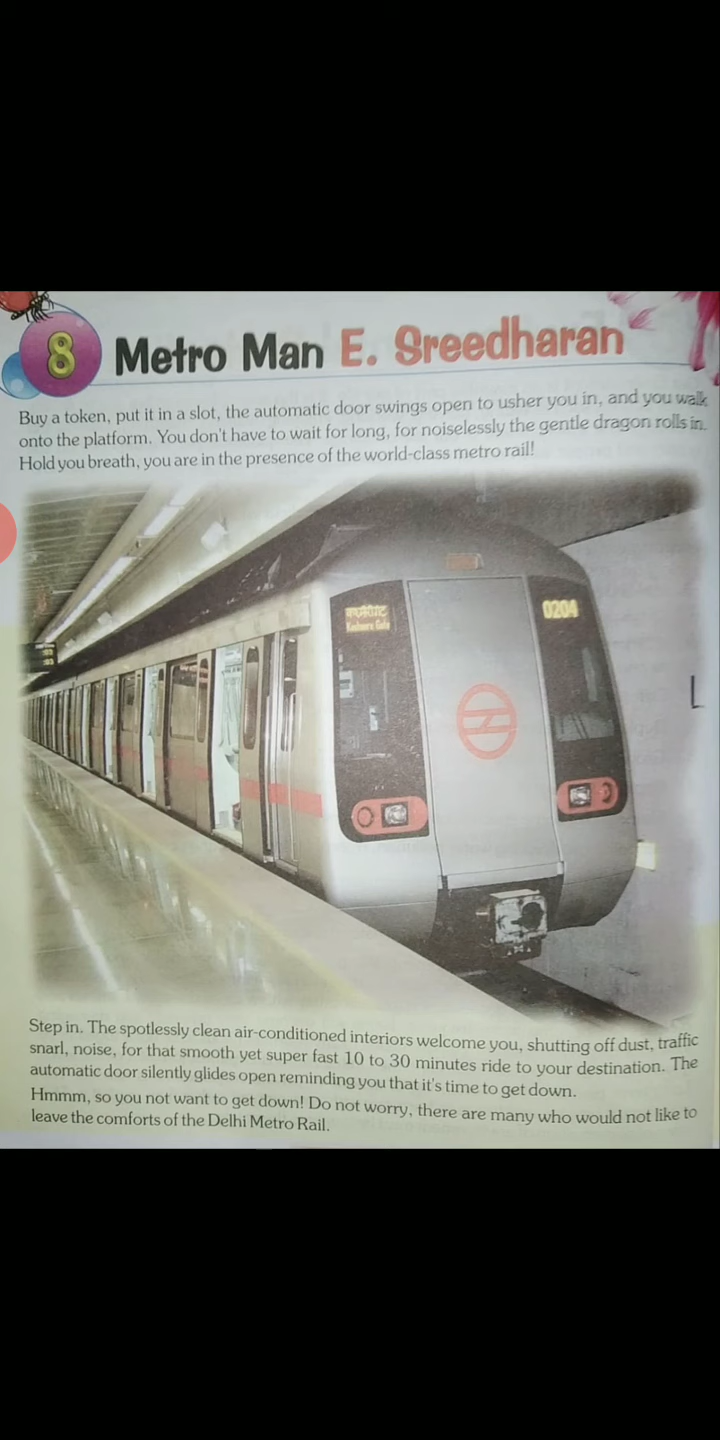 8
Metro Man E. Sreedharan
Buy a token, put it in a slot, the automatic door swings open to usher you in, and you walk
onto the platform. You don't have to wait for long, for noiselessly the gentle dragon rolls in.
Hold you breath, you are in the presence of the world-class metro rail!
Kashmere Gate
0204
Step in. The spotlessly clean air-conditioned interiors welcome you, shutting off dust, traffic
snarl, noise, for that smooth yet super fast 10 to 30 minutes ride to your destination. The
automatic door silently glides open reminding you that it's time to get down.
Hmmm, so you not want to get down! Do not worry, there are many who would not like to
leave the comforts of the Delhi Metro Rail.